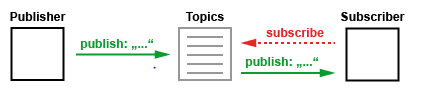 Publisher
Topics
Subscriber
publish: „...“
subscribe
publish: „...“